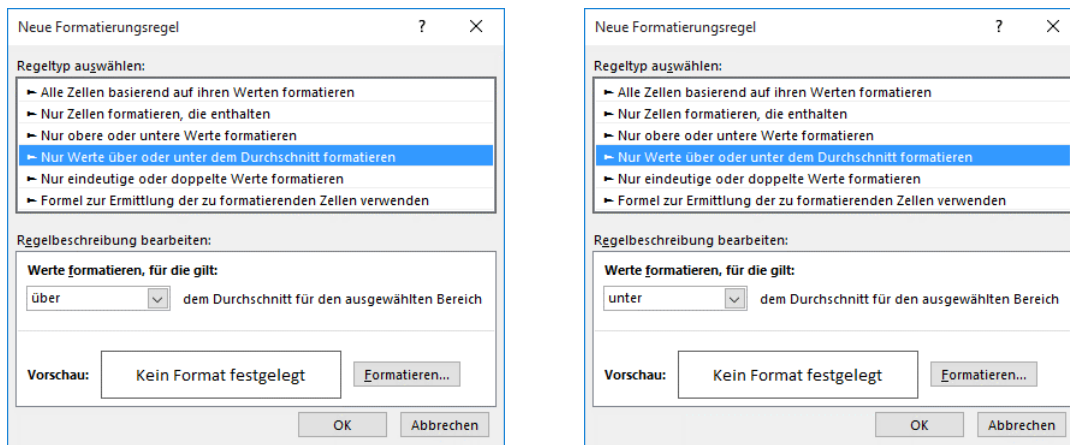 Neue Formatierungsregel ? ×
Regeltyp auswählen:
► Alle Zellen basierend auf ihren Werten formatieren
► Nur Zellen formatieren, die enthalten
► Nur obere oder untere Werte formatieren
► Nur Werte über oder unter dem Durchschnitt formatieren
► Nur eindeutige oder doppelte Werte formatieren
► Formel zur Ermittlung der zu formatierenden Zellen verwenden
Regelbeschreibung bearbeiten:
Werte formatieren, für die gilt:
über dem Durchschnitt für den ausgewählten Bereich
Vorschau: Kein Format festgelegt Formatieren...
OK Abbrechen
Neue Formatierungsregel ? ×
Regeltyp auswählen:
► Alle Zellen basierend auf ihren Werten formatieren
► Nur Zellen formatieren, die enthalten
► Nur obere oder untere Werte formatieren
► Nur Werte über oder unter dem Durchschnitt formatieren
► Nur eindeutige oder doppelte Werte formatieren
► Formel zur Ermittlung der zu formatierenden Zellen verwenden
Regelbeschreibung bearbeiten:
Werte formatieren, für die gilt:
unter dem Durchschnitt für den ausgewählten Bereich
Vorschau: Kein Format festgelegt Formatieren...
OK Abbrechen